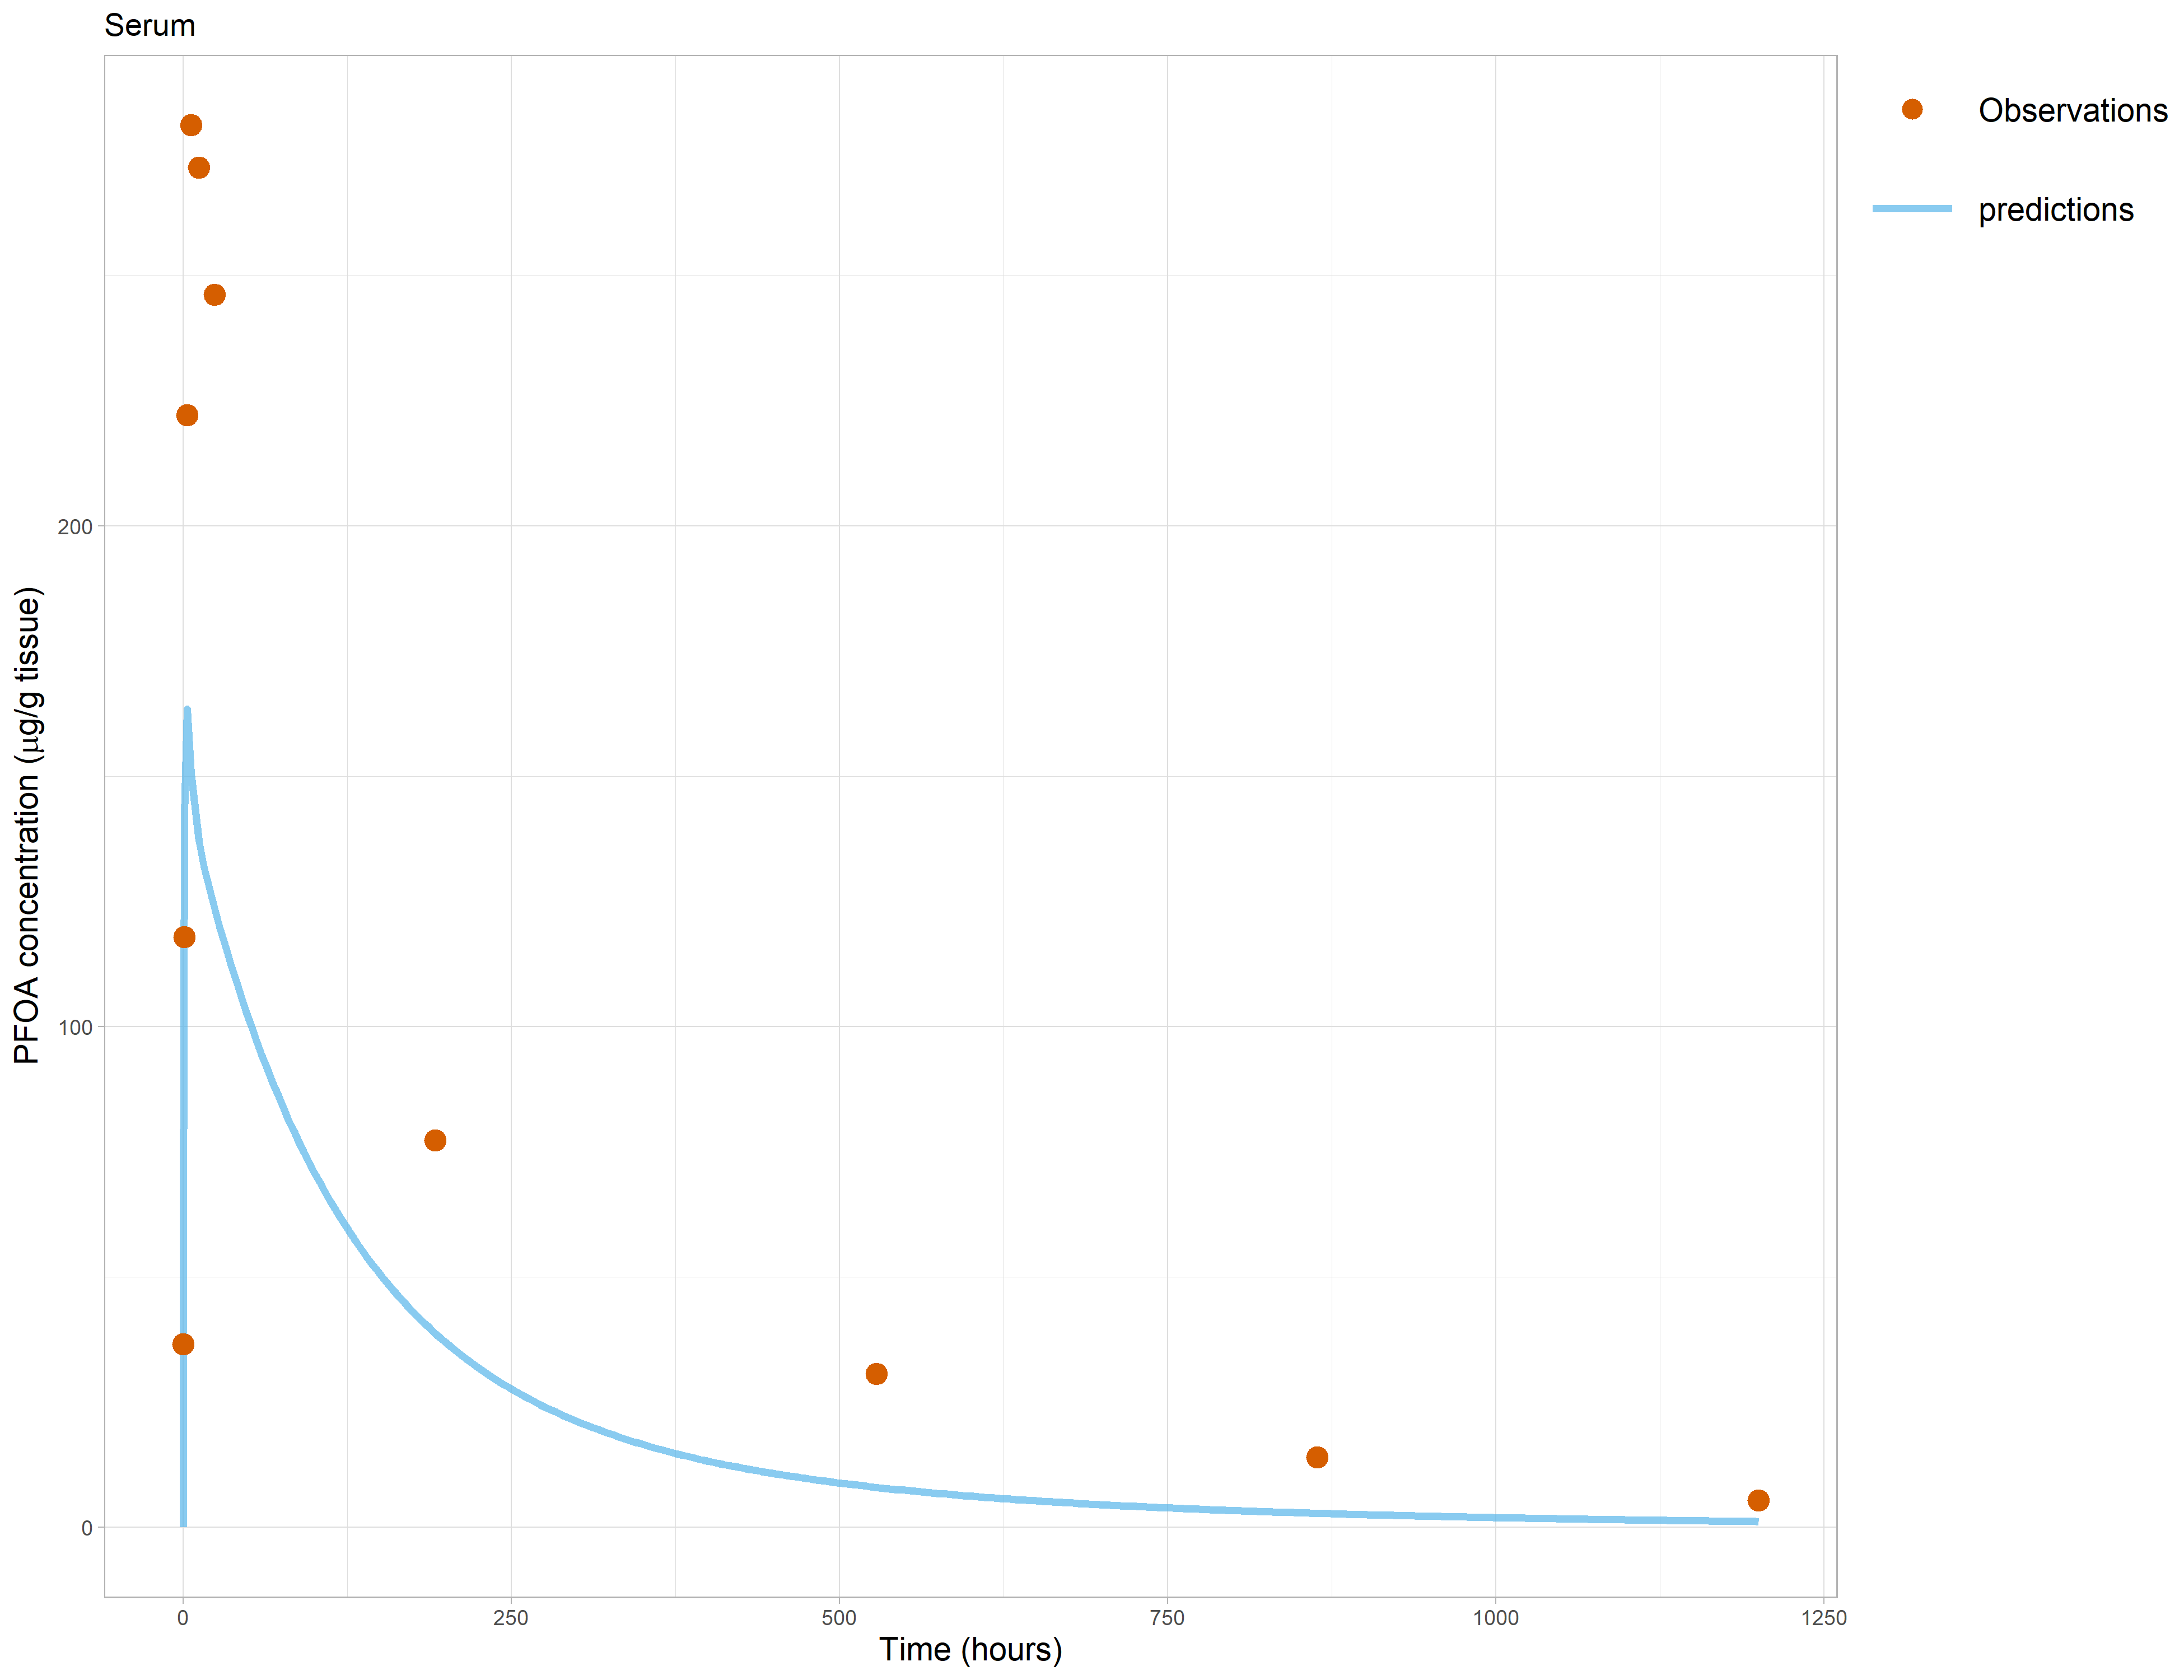 Serum
Observations
predictions
PFOA concentration (μg/g tissue)
200
100
0
0 250 500 750 1000 1250
Time (hours)